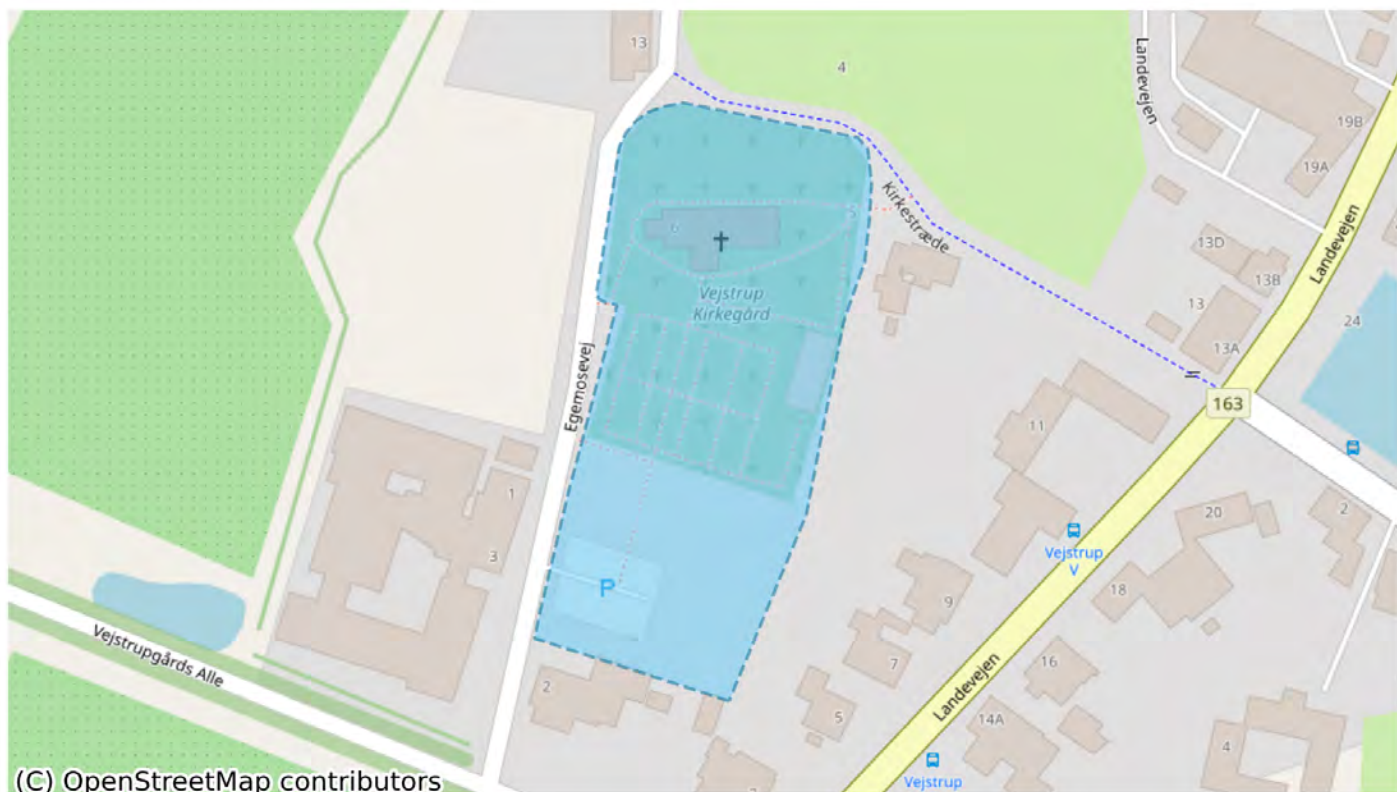 13
4
Landevejen
19B
19A
Kirkestræde
6
Vejstrup
Kirkegård
13D
13B
13
13A
Landevejen
24
163
Egemosevej
11
1
3
20
2
Vejstrup
V
18
9
P
Vejstrupgårds Alle
7
16
2
Landevejen
5
14A
4
Vejstrup
(C) OpenStreetMap contributors